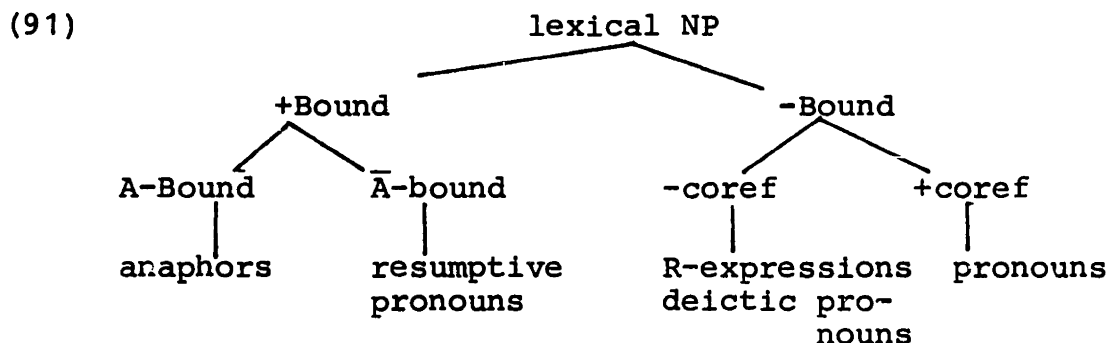 (91) lexical NP
+Bound -Bound
A-Bound A̅-bound -coref +coref
anaphors resumptive R-expressions pronouns
pronouns deictic pro-
nouns